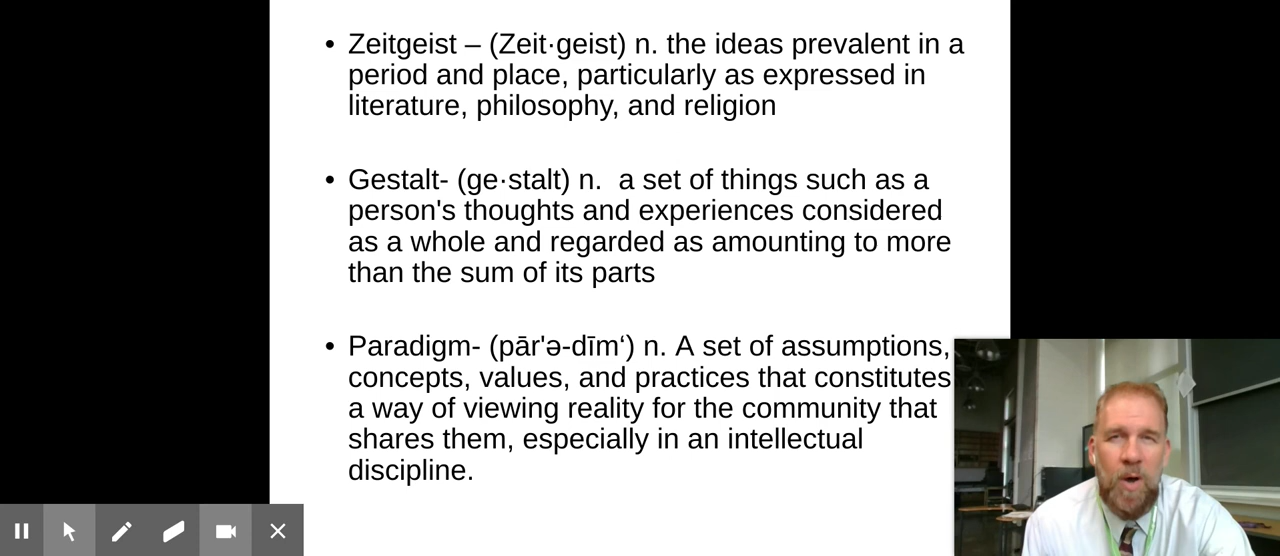 • Zeitgeist – (Zeit·geist) n. the ideas prevalent in a
period and place, particularly as expressed in
literature, philosophy, and religion
• Gestalt- (ge·stalt) n.  a set of things such as a
person's thoughts and experiences considered
as a whole and regarded as amounting to more
than the sum of its parts
• Paradigm- (pār'ə-dīm‘) n. A set of assumptions,
concepts, values, and practices that constitutes
a way of viewing reality for the community that
shares them, especially in an intellectual
discipline.